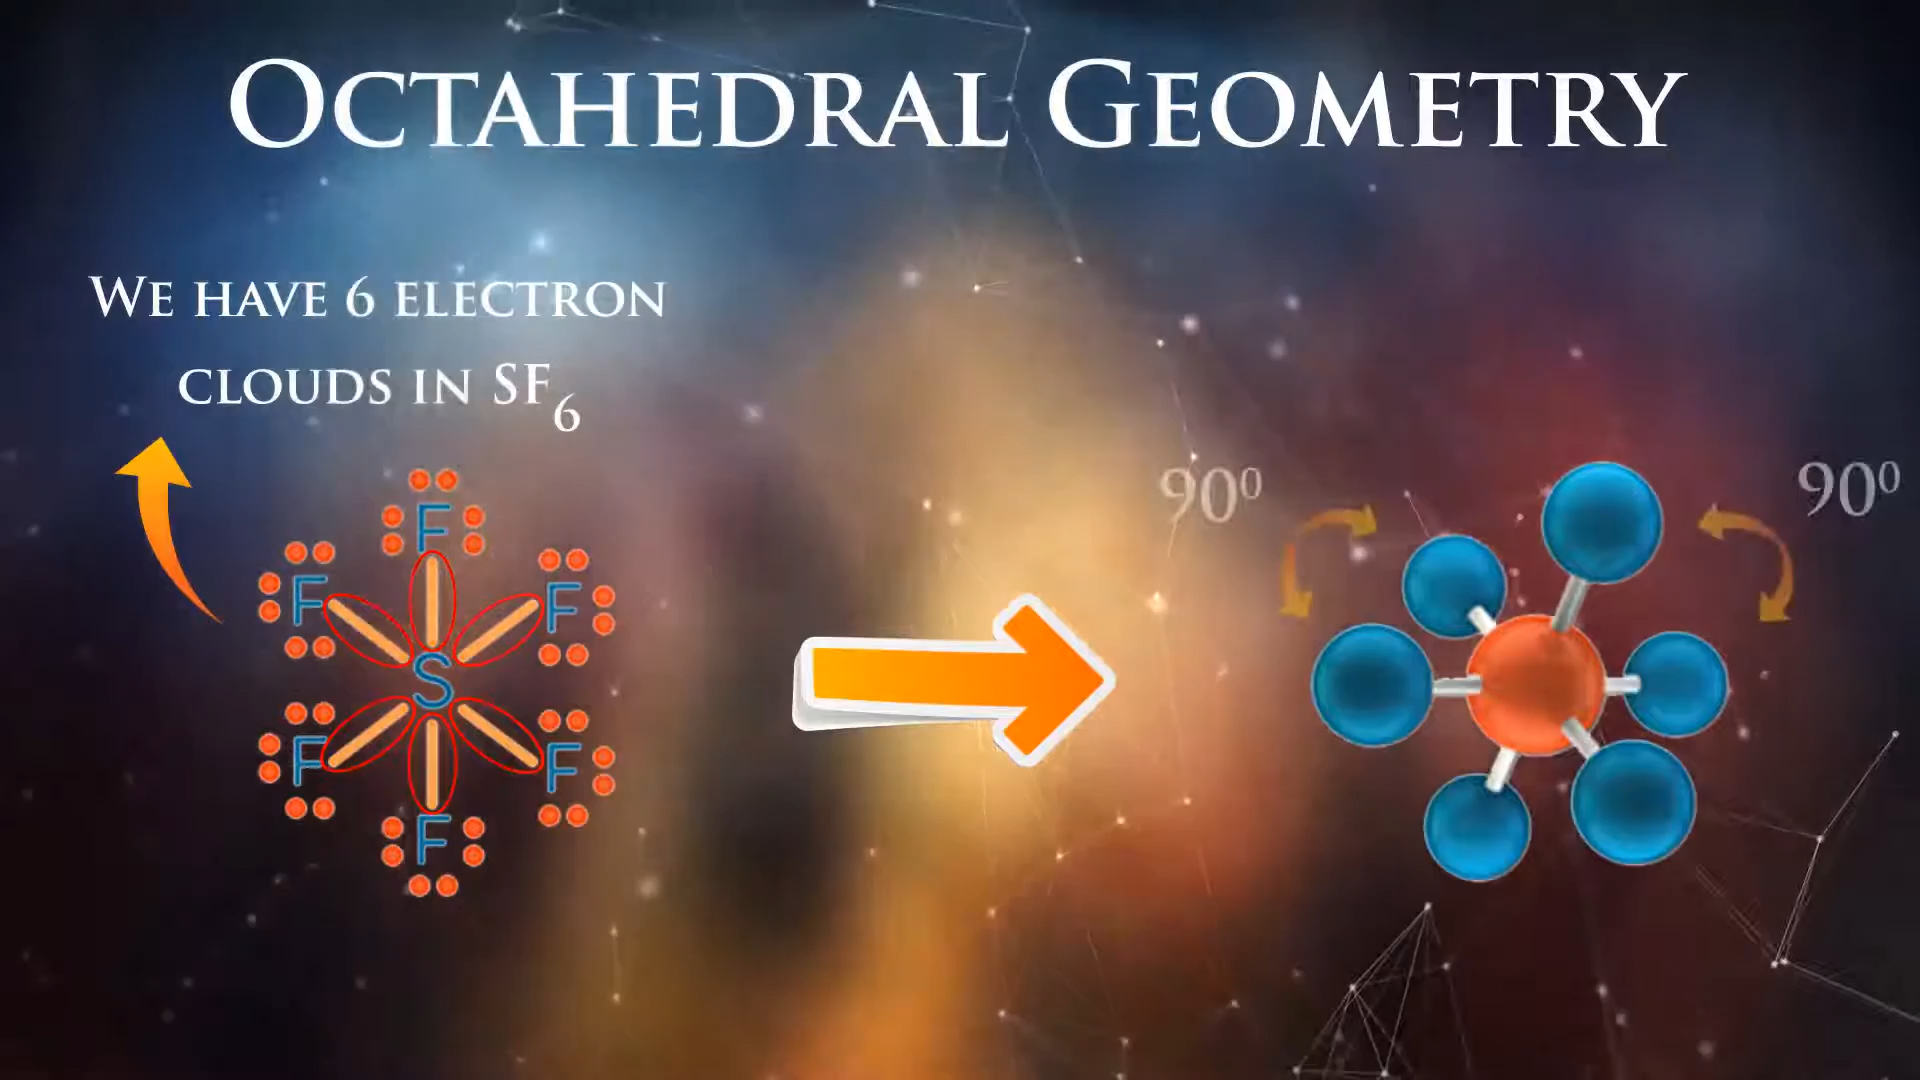 OCTAHEDRAL GEOMETRY
WE HAVE 6 ELECTRON
CLOUDS IN SF₆
90⁰
90⁰
F
F
F
S
F
F
F